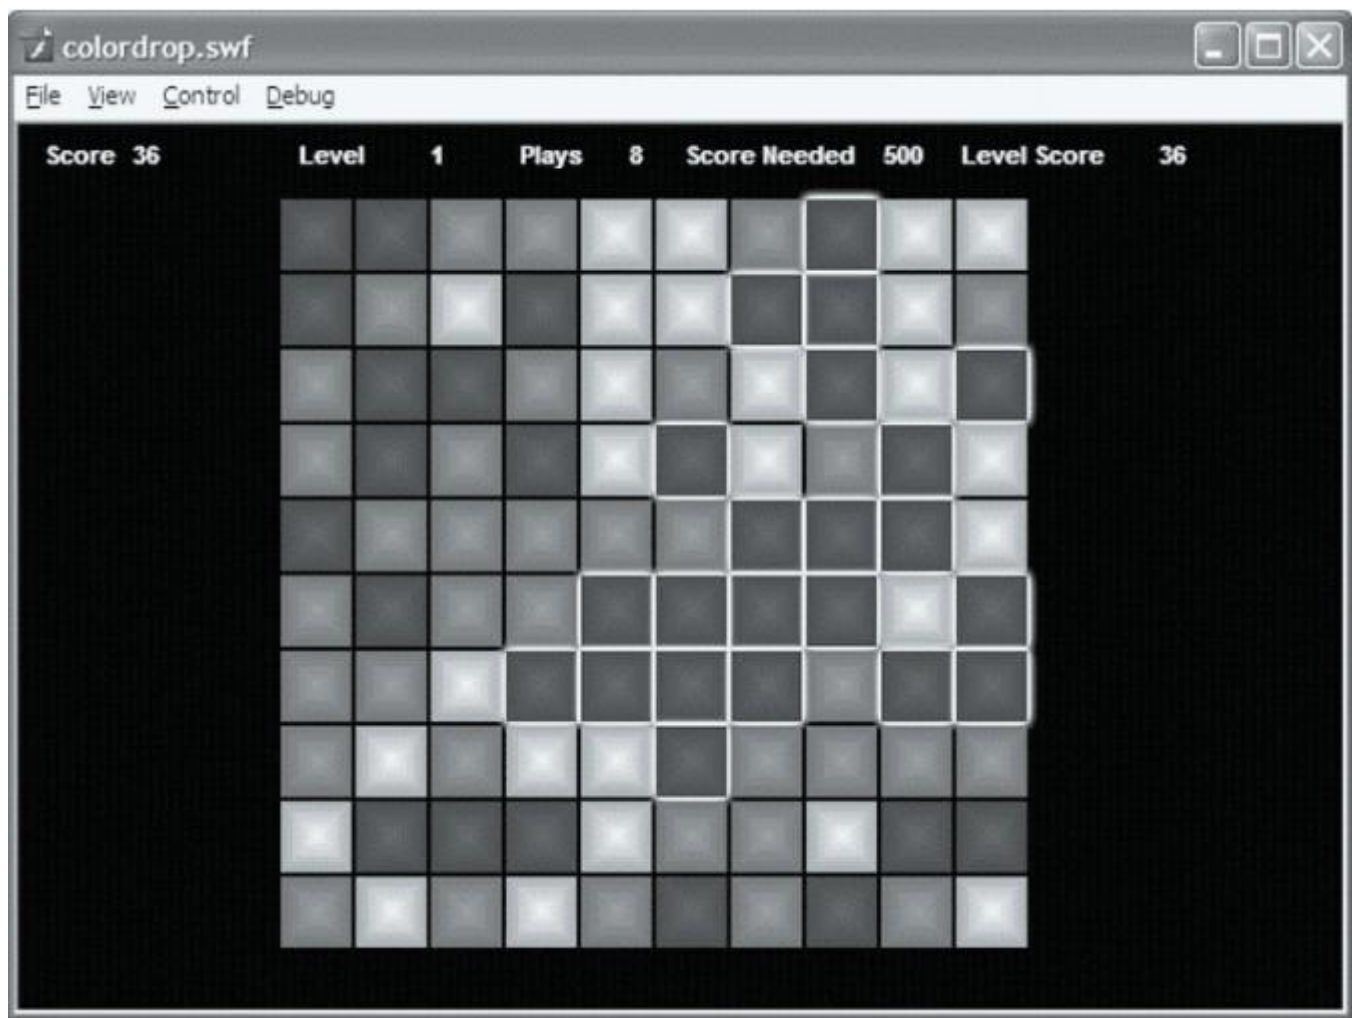 colordrop.swf
File View Control Debug
Score 36 Level 1 Plays 8 Score Needed 500 Level Score 36